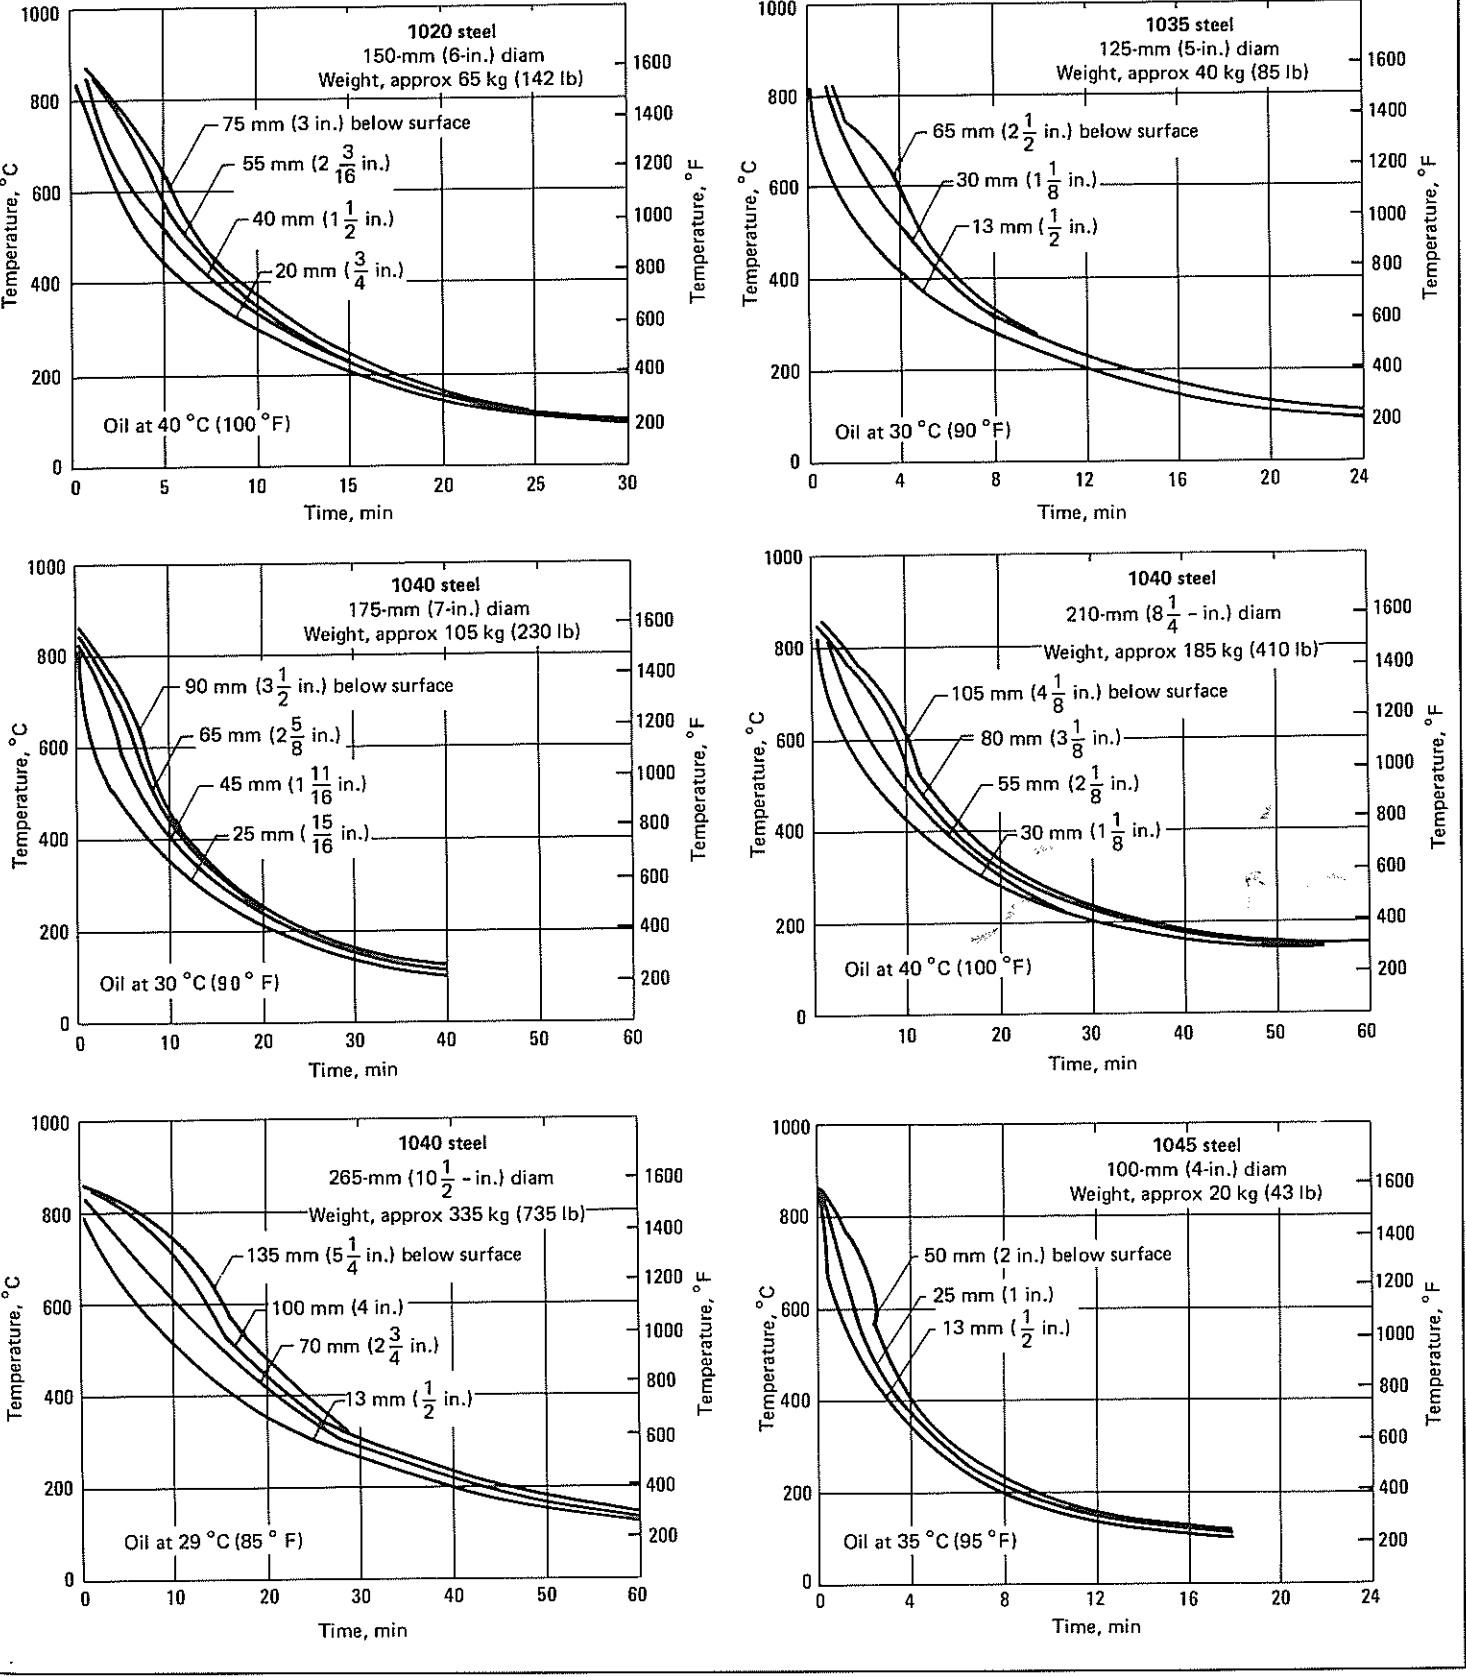 1020 steel
150-mm (6-in.) diam
Weight, approx 65 kg (142 lb)
75 mm (3 in.) below surface
55 mm (2 3/16 in.)
40 mm (1 1/2 in.)
20 mm (3/4 in.)
Oil at 40 °C (100 °F)
Temperature, °C
1000
800
600
400
200
0
Temperature, °F
1600
1400
1200
1000
800
600
400
200
0 5 10 15 20 25 30
Time, min
1035 steel
125-mm (5-in.) diam
Weight, approx 40 kg (85 lb)
65 mm (2 1/2 in.) below surface
30 mm (1 1/8 in.)
13 mm (1/2 in.)
Oil at 30 °C (90 °F)
Temperature, °C
1000
800
600
400
200
0
Temperature, °F
1600
1400
1200
1000
800
600
400
200
0 4 8 12 16 20 24
Time, min
1040 steel
175-mm (7-in.) diam
Weight, approx 105 kg (230 lb)
90 mm (3 1/2 in.) below surface
65 mm (2 5/8 in.)
45 mm (1 11/16 in.)
25 mm (15/16 in.)
Oil at 30 °C (90 °F)
Temperature, °C
1000
800
600
400
200
0
Temperature, °F
1600
1400
1200
1000
800
600
400
200
0 10 20 30 40 50 60
Time, min
1040 steel
210-mm (8 1/4 - in.) diam
Weight, approx 185 kg (410 lb)
105 mm (4 1/8 in.) below surface
80 mm (3 1/8 in.)
55 mm (2 1/8 in.)
30 mm (1 1/8 in.)
Oil at 40 °C (100 °F)
Temperature, °C
1000
800
600
400
200
0
Temperature, °F
1600
1400
1200
1000
800
600
400
200
10 20 30 40 50 60
Time, min
1040 steel
265-mm (10 1/2 - in.) diam
Weight, approx 335 kg (735 lb)
135 mm (5 1/4 in.) below surface
100 mm (4 in.)
70 mm (2 3/4 in.)
13 mm (1/2 in.)
Oil at 29 °C (85 °F)
Temperature, °C
1000
800
600
400
200
0
Temperature, °F
1600
1400
1200
1000
800
600
400
200
0 10 20 30 40 50 60
Time, min
1045 steel
100-mm (4-in.) diam
Weight, approx 20 kg (43 lb)
50 mm (2 in.) below surface
25 mm (1 in.)
13 mm (1/2 in.)
Oil at 35 °C (95 °F)
Temperature, °C
1000
800
600
400
200
0
Temperature, °F
1600
1400
1200
1000
800
600
400
200
0 4 8 12 16 20 24
Time, min